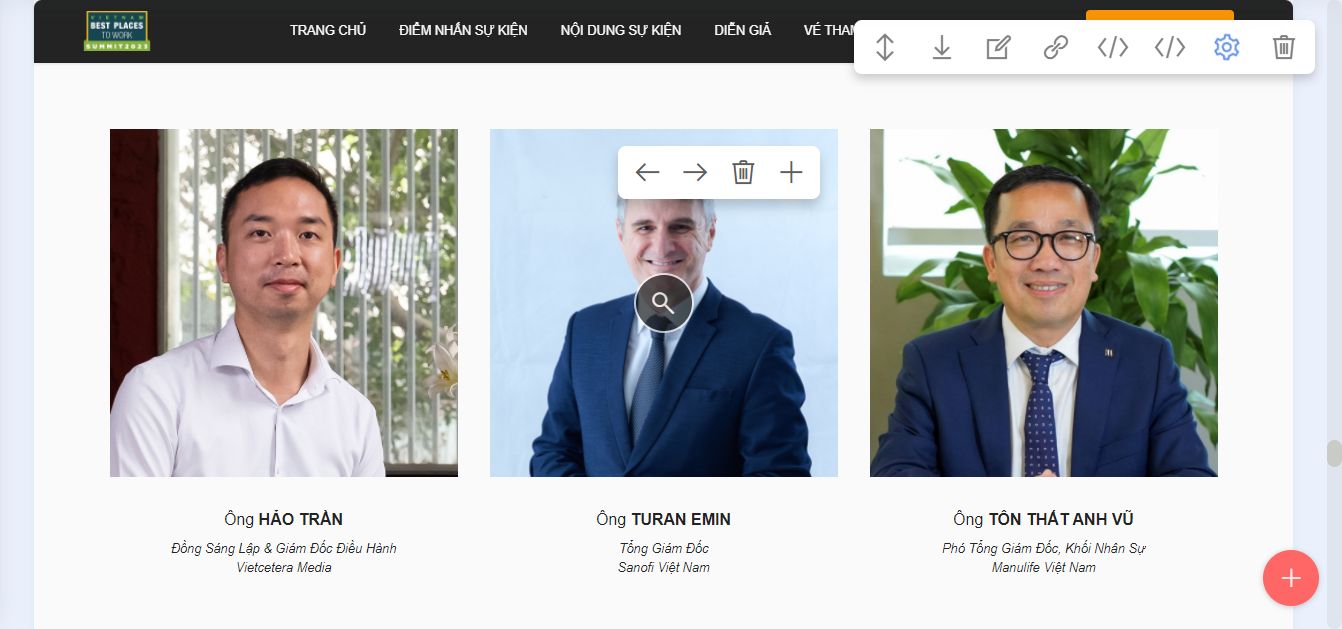 VIETNAM
BEST PLACES
TO WORK
SUMMIT2023
TRANG CHỦ
ĐIỂM NHẤN SỰ KIỆN
NỘI DUNG SỰ KIỆN
DIỄN GIẢ
VÉ THAM
Ông HẢO TRẦN
Đồng Sáng Lập & Giám Đốc Điều Hành
Vietcetera Media
Ông TURAN EMIN
Tổng Giám Đốc
Sanofi Việt Nam
Ông TÔN THẤT ANH VŨ
Phó Tổng Giám Đốc, Khối Nhân Sự
Manulife Việt Nam